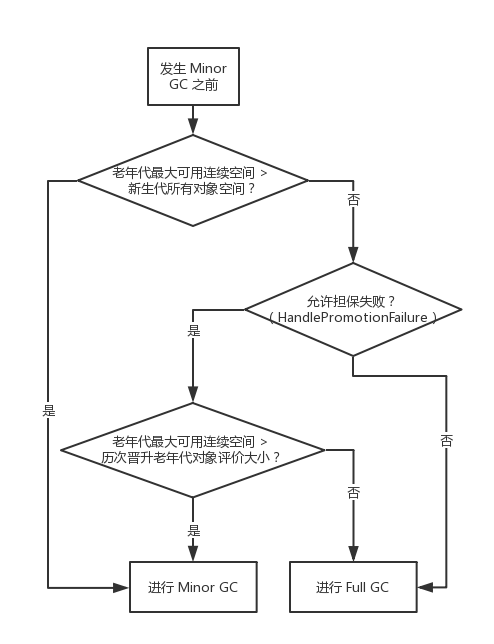 发生 Minor
GC 之前
老年代最大可用连续空间 >
新生代所有对象空间？
否
允许担保失败？
（HandlePromotionFailure）
是
是
老年代最大可用连续空间 >
历次晋升老年代对象评价大小？
否
否
是
进行 Minor GC
进行 Full GC